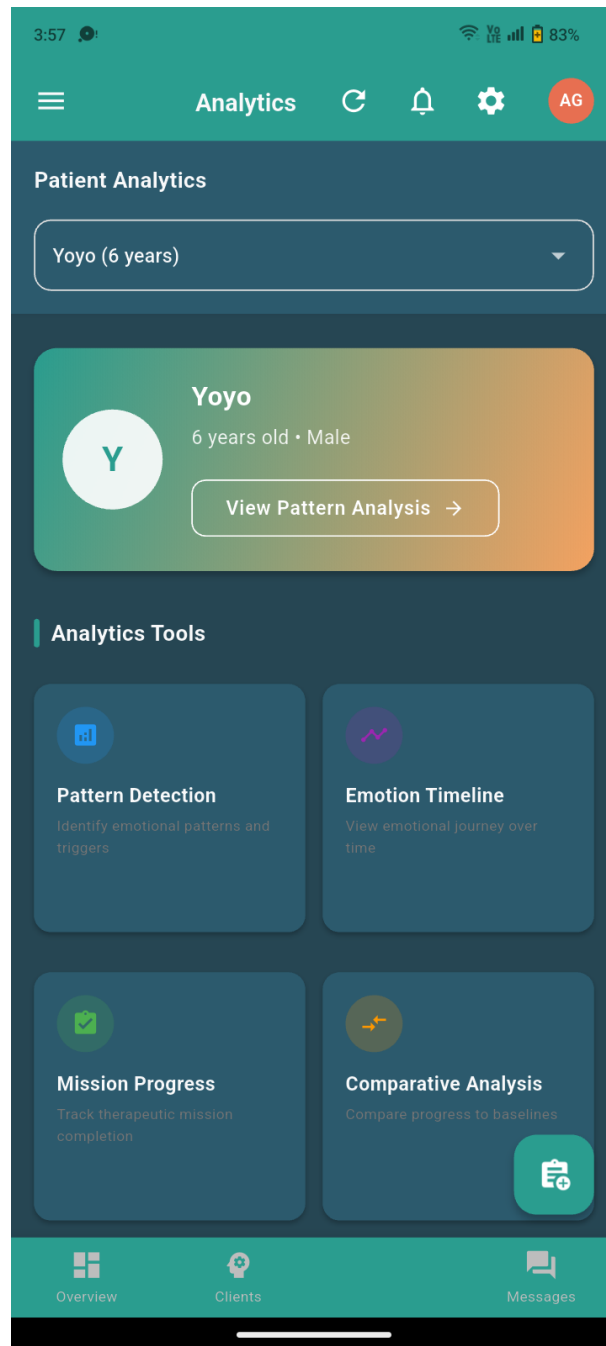 3:57 Vo LTE 83%
Analytics AG
Patient Analytics
Yoyo (6 years)
Y
Yoyo
6 years old • Male
View Pattern Analysis →
Analytics Tools
Pattern Detection
Identify emotional patterns and
triggers
Emotion Timeline
View emotional journey over
time
Mission Progress
Track therapeutic mission
completion
Comparative Analysis
Compare progress to baselines
Overview Clients Messages